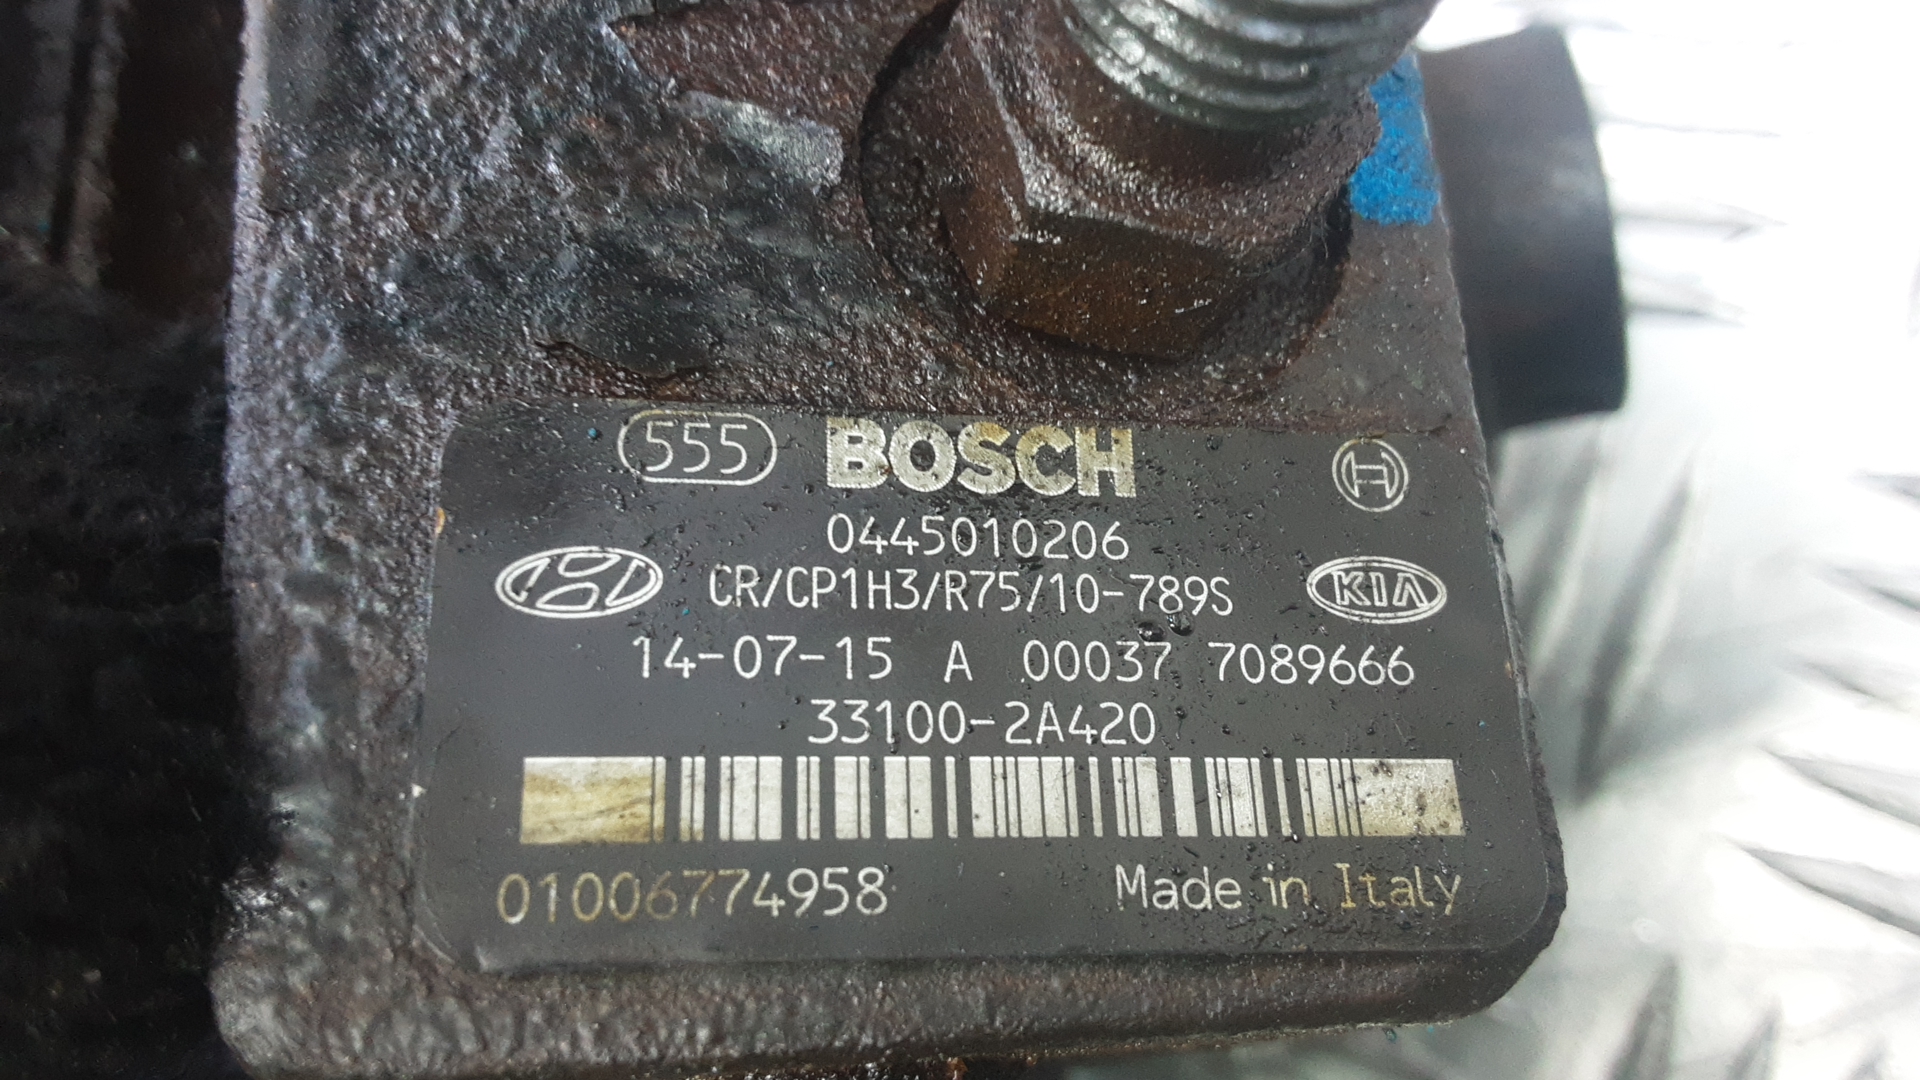 555 BOSCH
0445010206
CR/CP1H3/R75/10-789S KIA
14-07-15 A 00037 7089666
33100-2A420
01006774958 Made in Italy